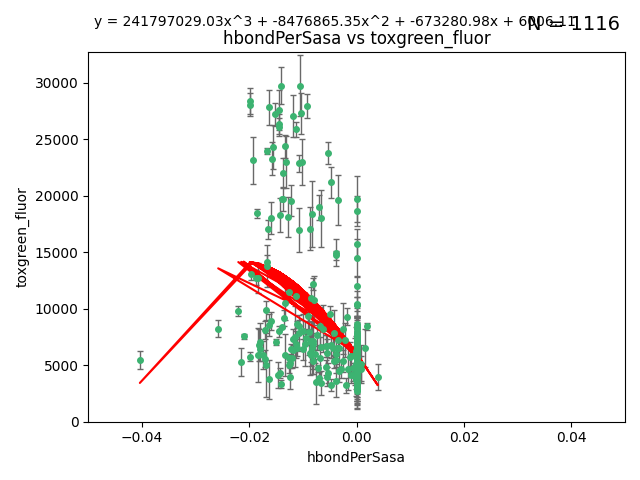 y = 241797029.03x^3 + -8476865.35x^2 + -673280.98x + 6006.11
N = 1116
hbondPerSasa vs toxgreen_fluor
30000
25000
20000
15000
10000
5000
0
toxgreen_fluor
−0.04
−0.02
0.00
0.02
0.04
hbondPerSasa